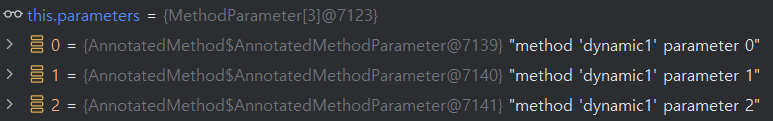 this.parameters = {MethodParameter[3]@7123}
0 = {AnnotatedMethod$AnnotatedMethodParameter@7139} "method 'dynamic1' parameter 0"
1 = {AnnotatedMethod$AnnotatedMethodParameter@7140} "method 'dynamic1' parameter 1"
2 = {AnnotatedMethod$AnnotatedMethodParameter@7141} "method 'dynamic1' parameter 2"